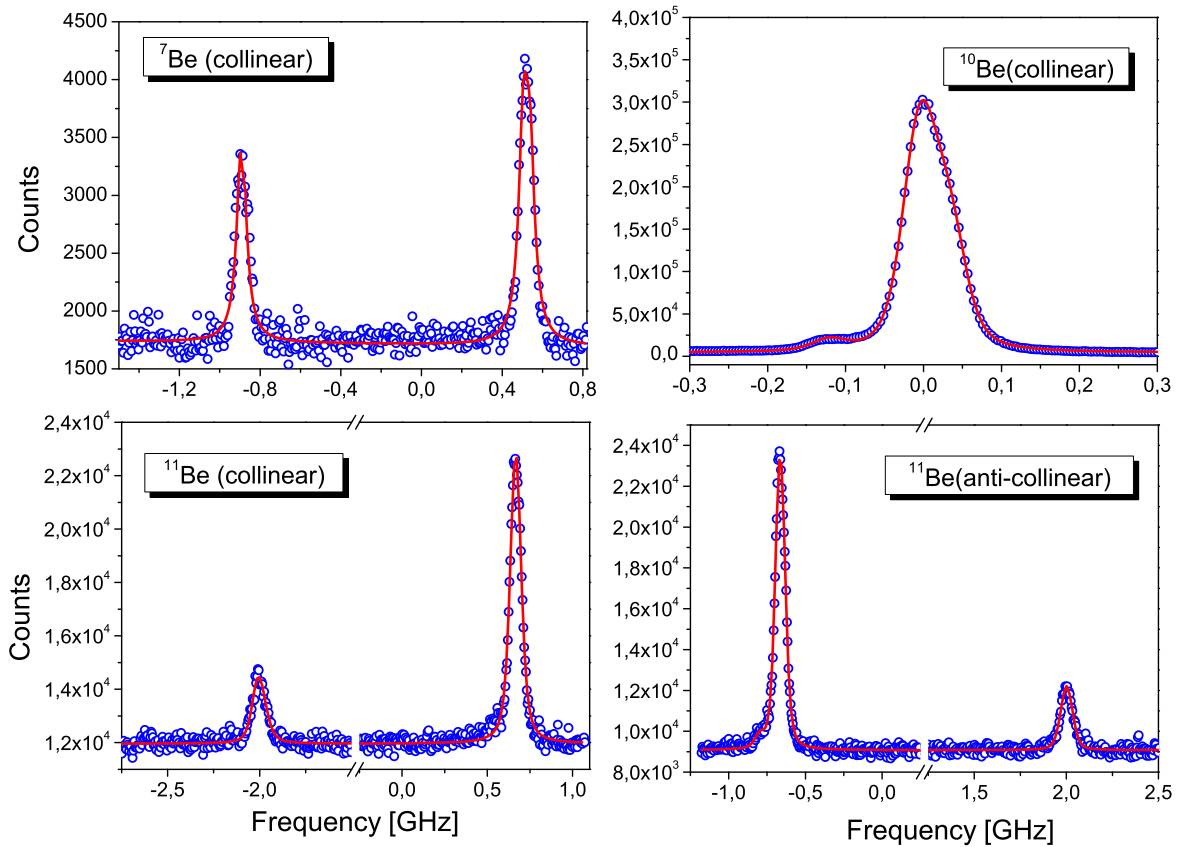 4500
4000
3500
3000
2500
2000
1500
Counts
⁷Be (collinear)
-1,2 -0,8 -0,4 0,0 0,4 0,8
4,0x10⁵
3,5x10⁵
3,0x10⁵
2,5x10⁵
2,0x10⁵
1,5x10⁵
1,0x10⁵
5,0x10⁴
0,0
¹⁰Be(collinear)
-0,3 -0,2 -0,1 0,0 0,1 0,2 0,3
2,4x10⁴
2,2x10⁴
2,0x10⁴
1,8x10⁴
1,6x10⁴
1,4x10⁴
1,2x10⁴
Counts
¹¹Be (collinear)
-2,5 -2,0 0,0 0,5 1,0
Frequency [GHz]
2,4x10⁴
2,2x10⁴
2,0x10⁴
1,8x10⁴
1,6x10⁴
1,4x10⁴
1,2x10⁴
1,0x10⁴
8,0x10³
¹¹Be(anti-collinear)
-1,0 -0,5 0,0 1,5 2,0 2,5
Frequency [GHz]